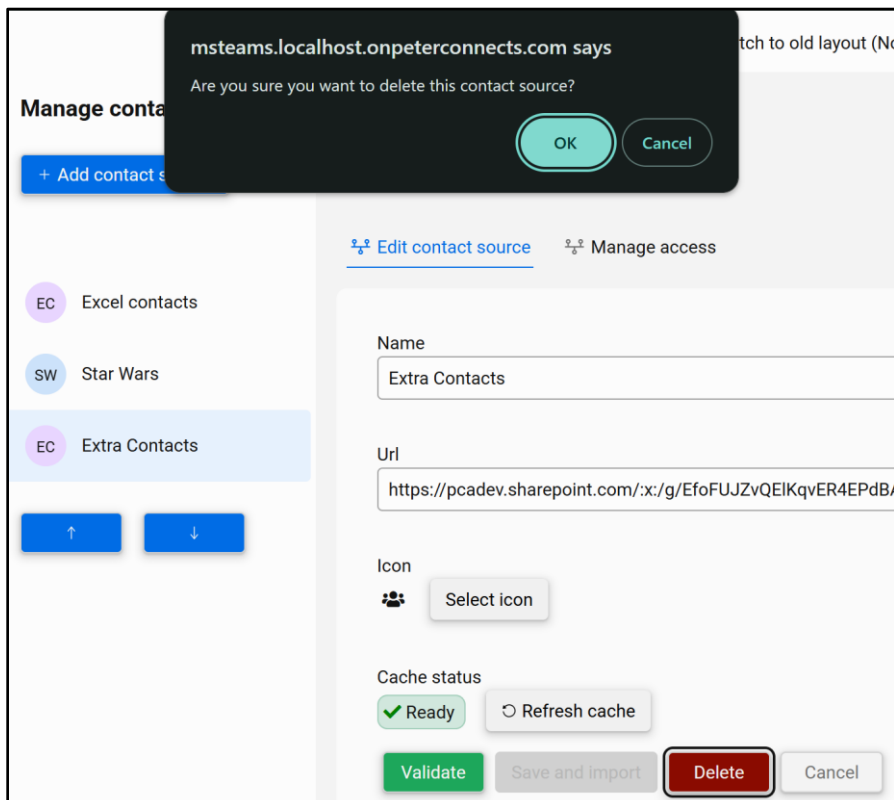 msteams.localhost.onpeterconnects.com says
Are you sure you want to delete this contact source?
OK
Cancel
to old layout
Manage
+ Add contact
Edit contact source
Manage access
EC
Excel contacts
SW
Star Wars
EC
Extra Contacts
↑
↓
Name
Extra Contacts
Url
https://pcadev.sharepoint.com/:x:/g/EfoFUJZvQElKqvER4EPdBA
Icon
Select icon
Cache status
Ready
Refresh cache
Validate
Save and import
Delete
Cancel